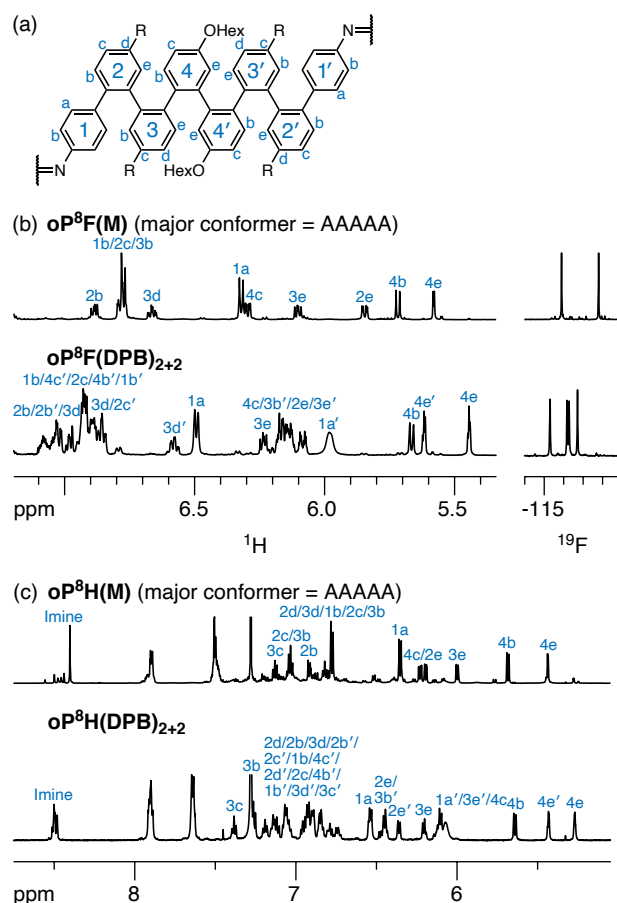 (a)
R
OHex
R
N
c
d
c
d
c
b
2
e
b
4
e
e
3′
b
1′
b
a
a
1
b
b
3
e
e
4′
b
e
2′
b
c
d
c
d
c
N
R
HexO
R
(b) oP⁸F(M) (major conformer = AAAAA)
1b/2c/3b
2b
3d
1a
4c
3e
2e
4b
4e
oP⁸F(DPB)₂₊₂
1b/4c′/2c/4b′/1b′
2b/2b′/3d
3d/2c′
3d′
1a
3e
4c/3b′/2e/3e′
1a′
4b
4e′
4e
ppm 6.5 6.0 5.5 -115
¹H ¹⁹F
(c) oP⁸H(M) (major conformer = AAAAA)
Imine
2d/3d/1b/2c/3b
2c/3b
3c
2b
1a
4c/2e
3e
4b
4e
oP⁸H(DPB)₂₊₂
Imine
3c
3b
2d/2b/3d/2b′/
2c′/1b/4c′/
2d′/2c/4b′/
1b′/3d′/3c′
1a
2e/
3b′
2e′
3e
1a′/3e′/4c
4b
4e′
4e
ppm 8 7 6